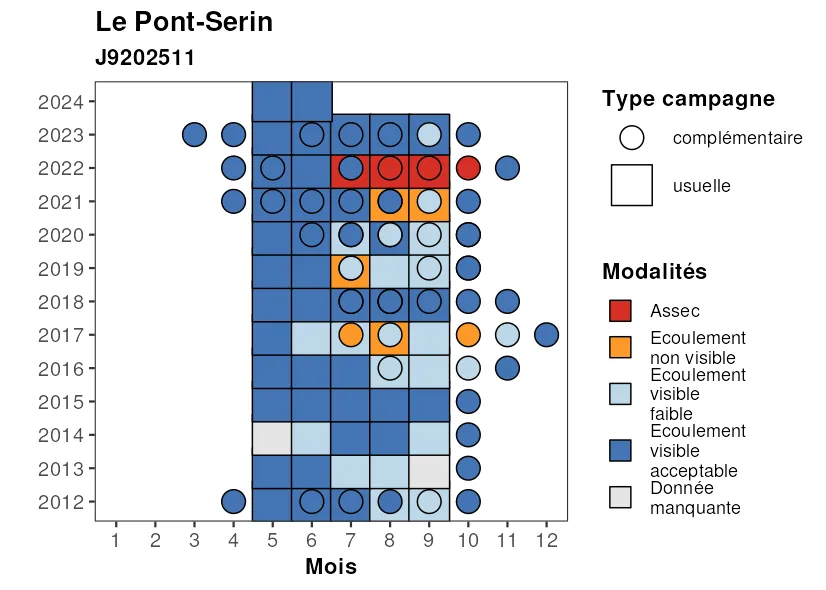 Le Pont-Serin
J9202511
2024
2023
2022
2021
2020
2019
2018
2017
2016
2015
2014
2013
2012
1 2 3 4 5 6 7 8 9 10 11 12
Mois
Type campagne
complémentaire
usuelle
Modalités
Assec
Ecoulement
non visible
Ecoulement
visible
faible
Ecoulement
visible
acceptable
Donnée
manquante